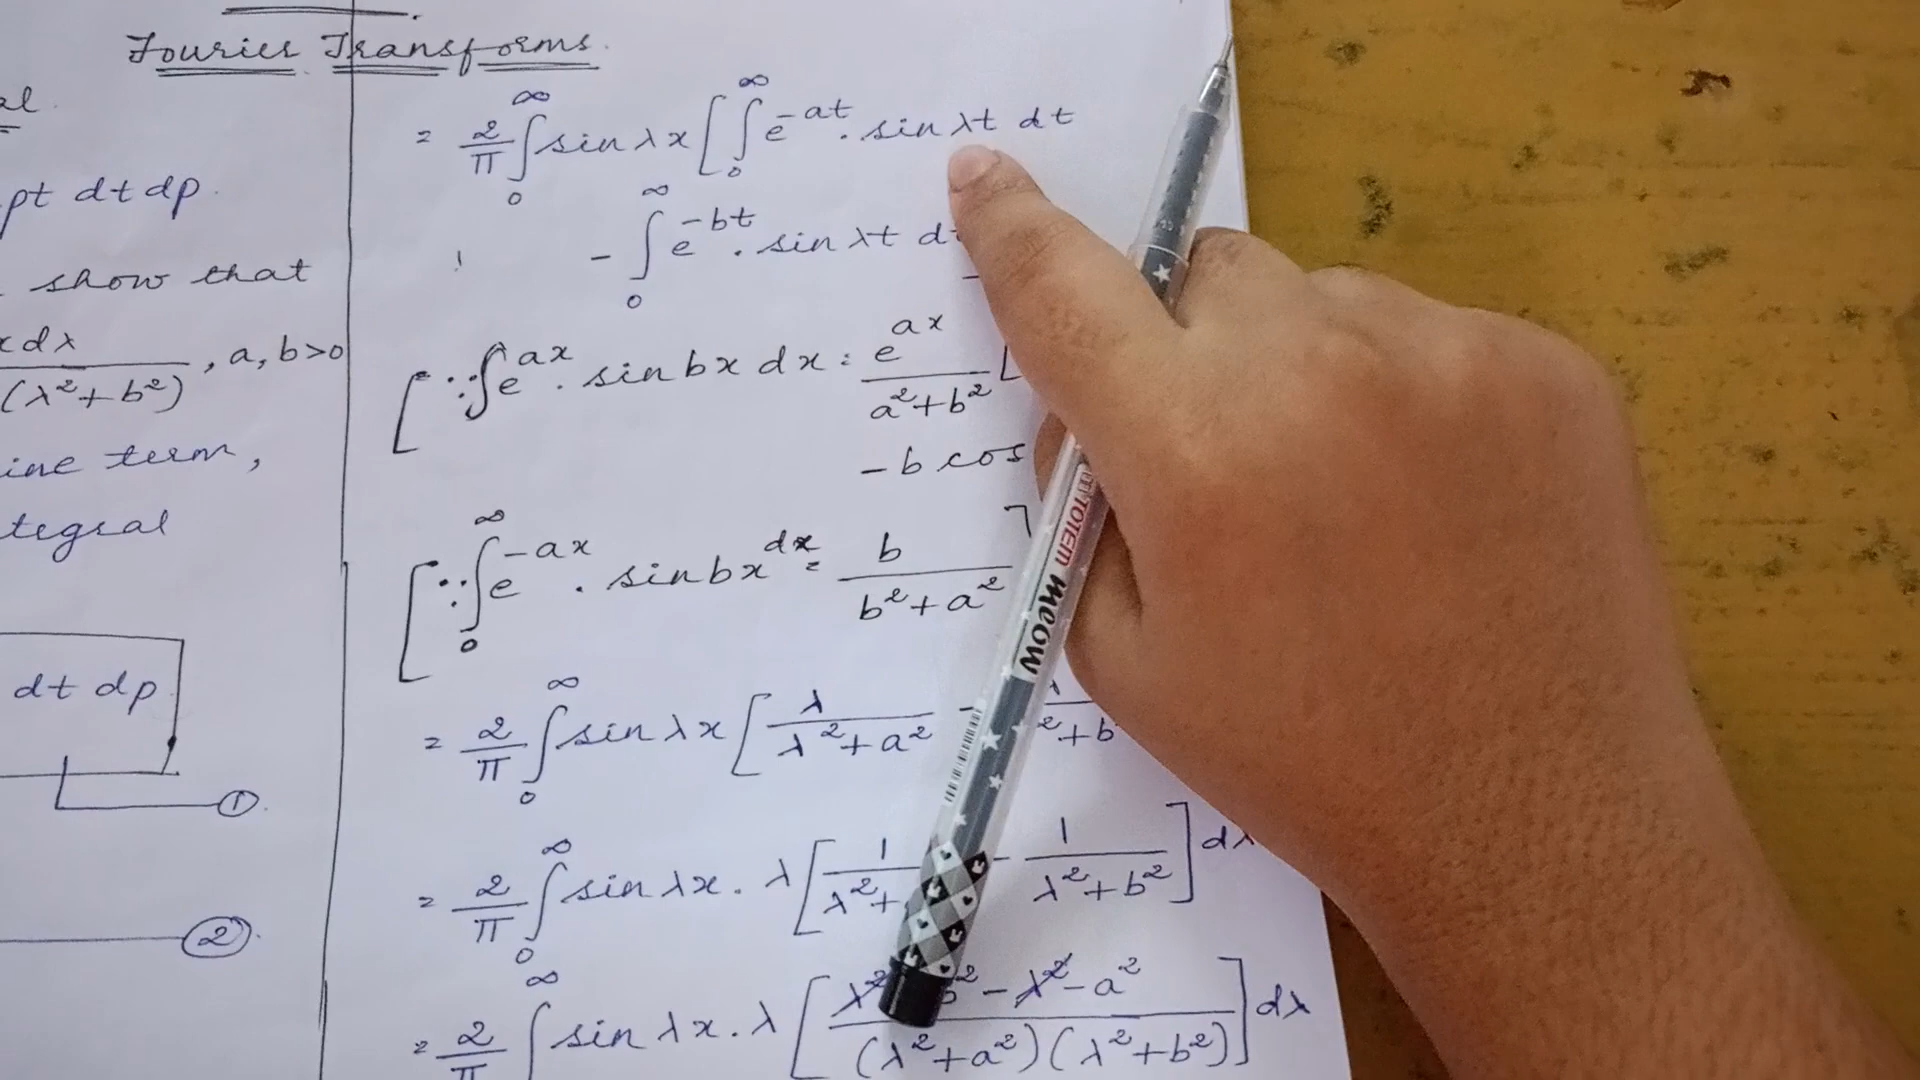 Fourier Transforms.
al.
pt dt dp.
show that
x dλ
(λ²+b²) , a, b>0
ine term,
tegral
dt dp
①.
②.
= 2/π ∫₀^∞ sin λx [ ∫₀^∞ e^-at . sin λt dt
- ∫₀^∞ e^-bt . sin λt
[ ∵ ∫ e^ax . sin bx dx = e^ax / a²+b² [
- b cos
[ ∵ ∫₀^∞ e^-ax . sin bx dx = b / b²+a² ]
= 2/π ∫₀^∞ sin λx [ λ / λ²+a² - ²+b
= 2/π ∫₀^∞ sin λx . λ [ 1 / λ²+ - 1 / λ²+b² ] dλ
= 2/π ∫^∞ sin λx . λ [ λ² ² - λ² - a² / (λ²+a²)(λ²+b²) ] dλ
TOTEM meow